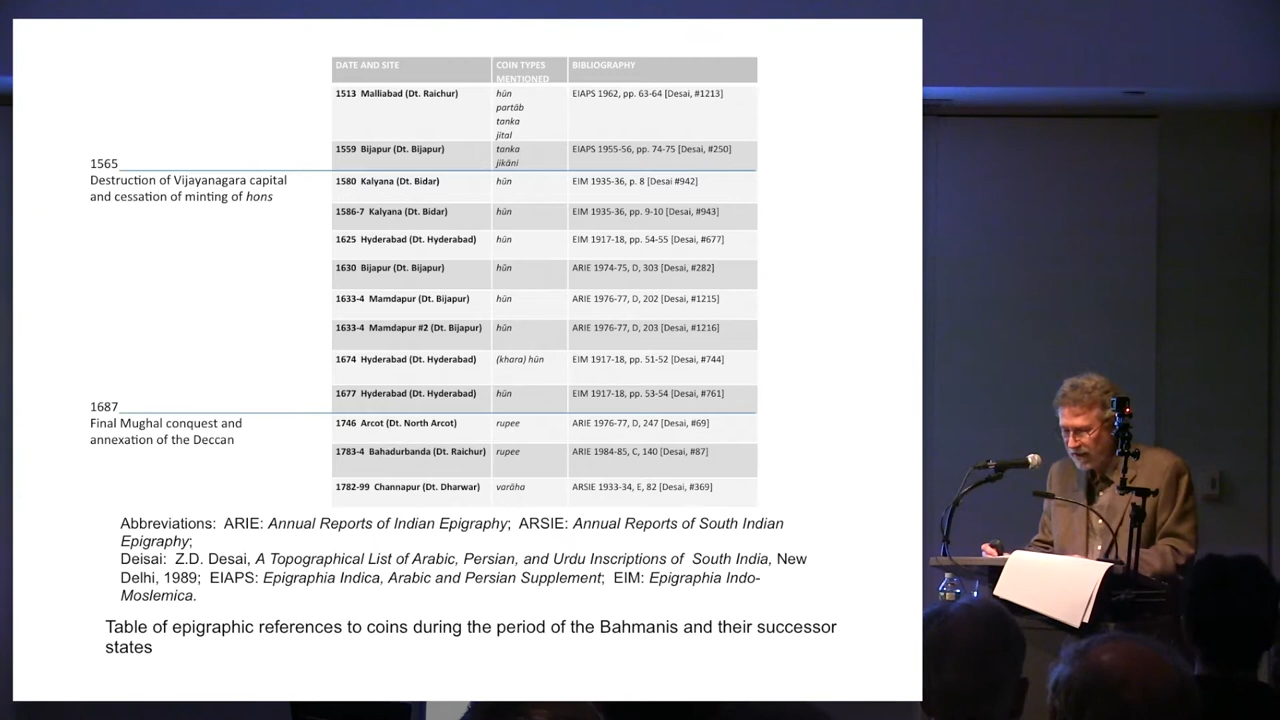 DATE AND SITE COIN TYPES MENTIONED BIBLIOGRAPHY
1513 Malliabad (Dt. Raichur) hūn EIAPS 1962, pp. 63-64 [Desai, #1213]
partāb
tanka
jital
1559 Bijapur (Dt. Bijapur) tanka EIAPS 1955-56, pp. 74-75 [Desai, #250]
jikāni
1565
Destruction of Vijayanagara capital
and cessation of minting of hons
1580 Kalyana (Dt. Bidar) hūn EIM 1935-36, p. 8 [Desai #942]
1586-7 Kalyana (Dt. Bidar) hūn EIM 1935-36, pp. 9-10 [Desai, #943]
1625 Hyderabad (Dt. Hyderabad) hūn EIM 1917-18, pp. 54-55 [Desai, #677]
1630 Bijapur (Dt. Bijapur) hūn ARIE 1974-75, D, 303 [Desai, #282]
1633-4 Mamdapur (Dt. Bijapur) hūn ARIE 1976-77, D, 202 [Desai, #1215]
1633-4 Mamdapur #2 (Dt. Bijapur) hūn ARIE 1976-77, D, 203 [Desai, #1216]
1674 Hyderabad (Dt. Hyderabad) (khara) hūn EIM 1917-18, pp. 51-52 [Desai, #744]
1677 Hyderabad (Dt. Hyderabad) hūn EIM 1917-18, pp. 53-54 [Desai, #761]
1687
Final Mughal conquest and
annexation of the Deccan
1746 Arcot (Dt. North Arcot) rupee ARIE 1976-77, D, 247 [Desai, #69]
1783-4 Bahadurbanda (Dt. Raichur) rupee ARIE 1984-85, C, 140 [Desai, #87]
1782-99 Channapur (Dt. Dharwar) varāha ARSIE 1933-34, E, 82 [Desai, #369]
Abbreviations: ARIE: Annual Reports of Indian Epigraphy; ARSIE: Annual Reports of South Indian
Epigraphy;
Deisai: Z.D. Desai, A Topographical List of Arabic, Persian, and Urdu Inscriptions of South India, New
Delhi, 1989; EIAPS: Epigraphia Indica, Arabic and Persian Supplement; EIM: Epigraphia Indo-
Moslemica.
Table of epigraphic references to coins during the period of the Bahmanis and their successor
states